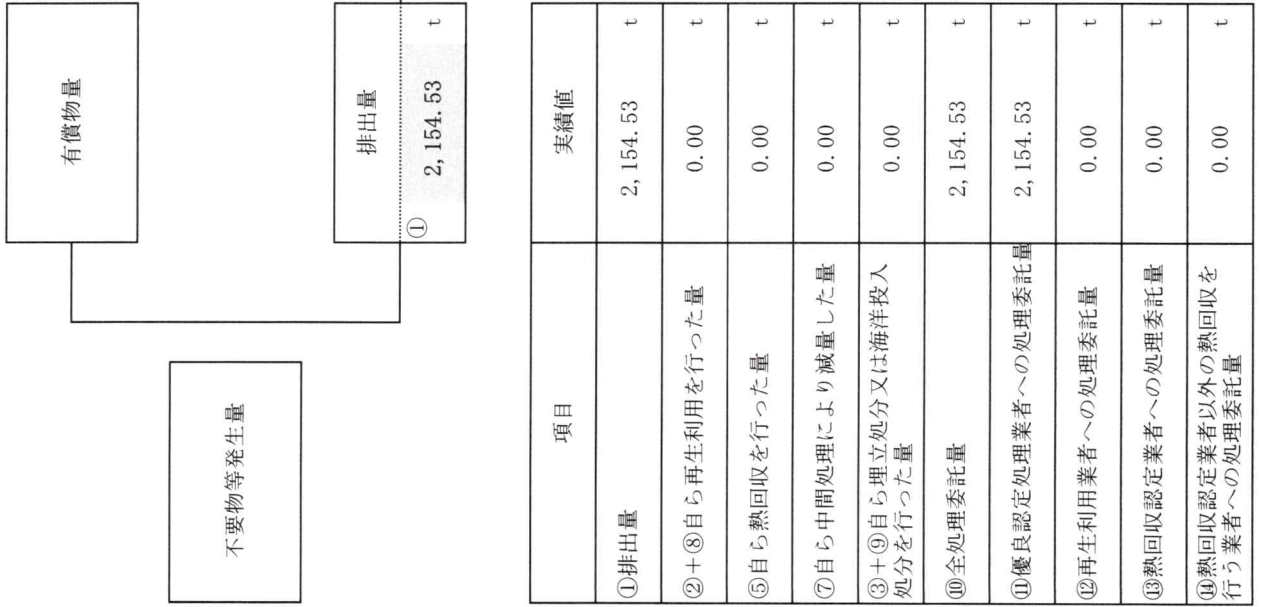 有償物量
不要物等発生量
排出量
① 2,154.53 t
項目 実績値
①排出量 2,154.53 t
②+⑧自ら再生利用を行った量 0.00 t
⑤自ら熱回収を行った量 0.00 t
⑦自ら中間処理により減量した量 0.00 t
③+⑨自ら埋立処分又は海洋投入
処分を行った量 0.00 t
⑩全処理委託量 2,154.53 t
⑪優良認定処理業者への処理委託量 2,154.53 t
⑫再生利用業者への処理委託量 0.00 t
⑬熱回収認定業者への処理委託量 0.00 t
⑭熱回収認定業者以外の熱回収を
行う業者への処理委託量 0.00 t